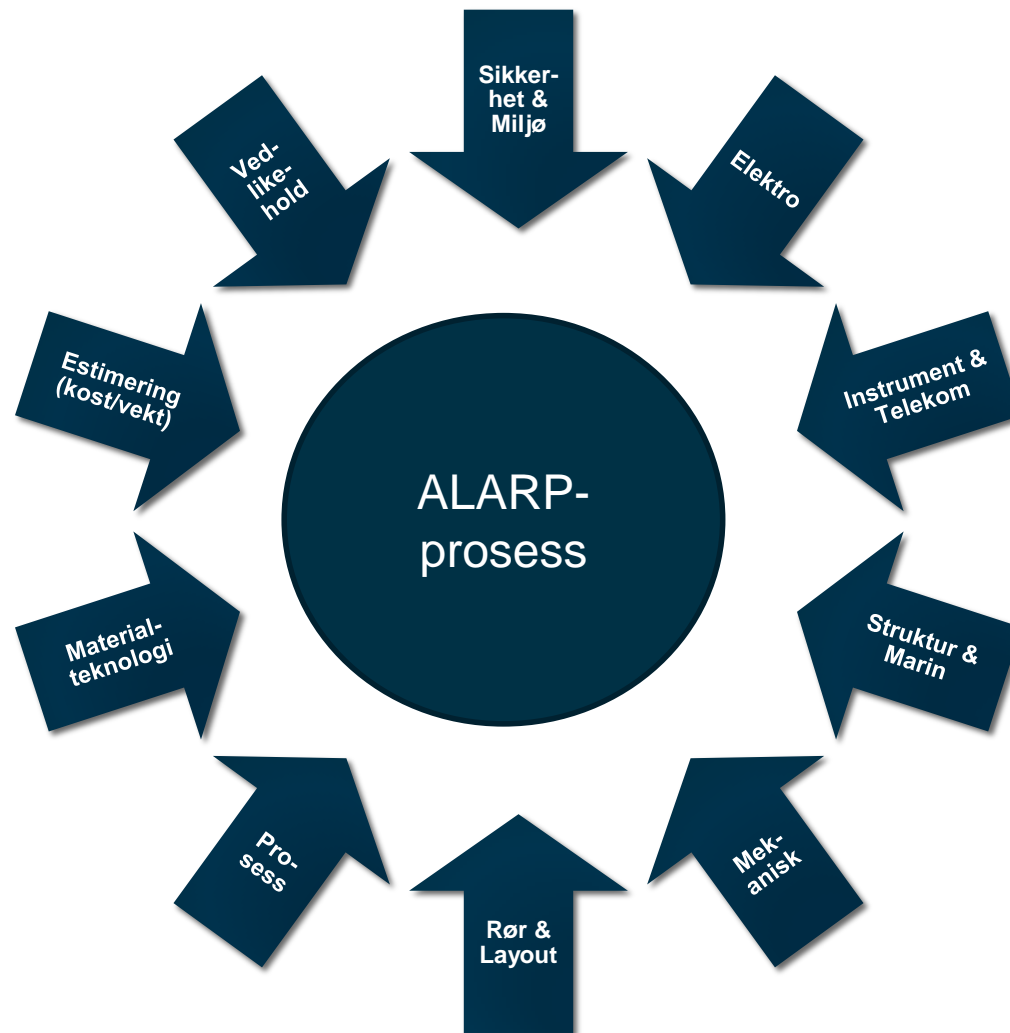 Sikker-
het &
Miljø
Elektro
Instrument &
Telekom
Struktur &
Marin
Mek-
anisk
Rør &
Layout
Pro-
sess
Material-
teknologi
Estimering
(kost/vekt)
Ved-
like-
hold
ALARP-
prosess